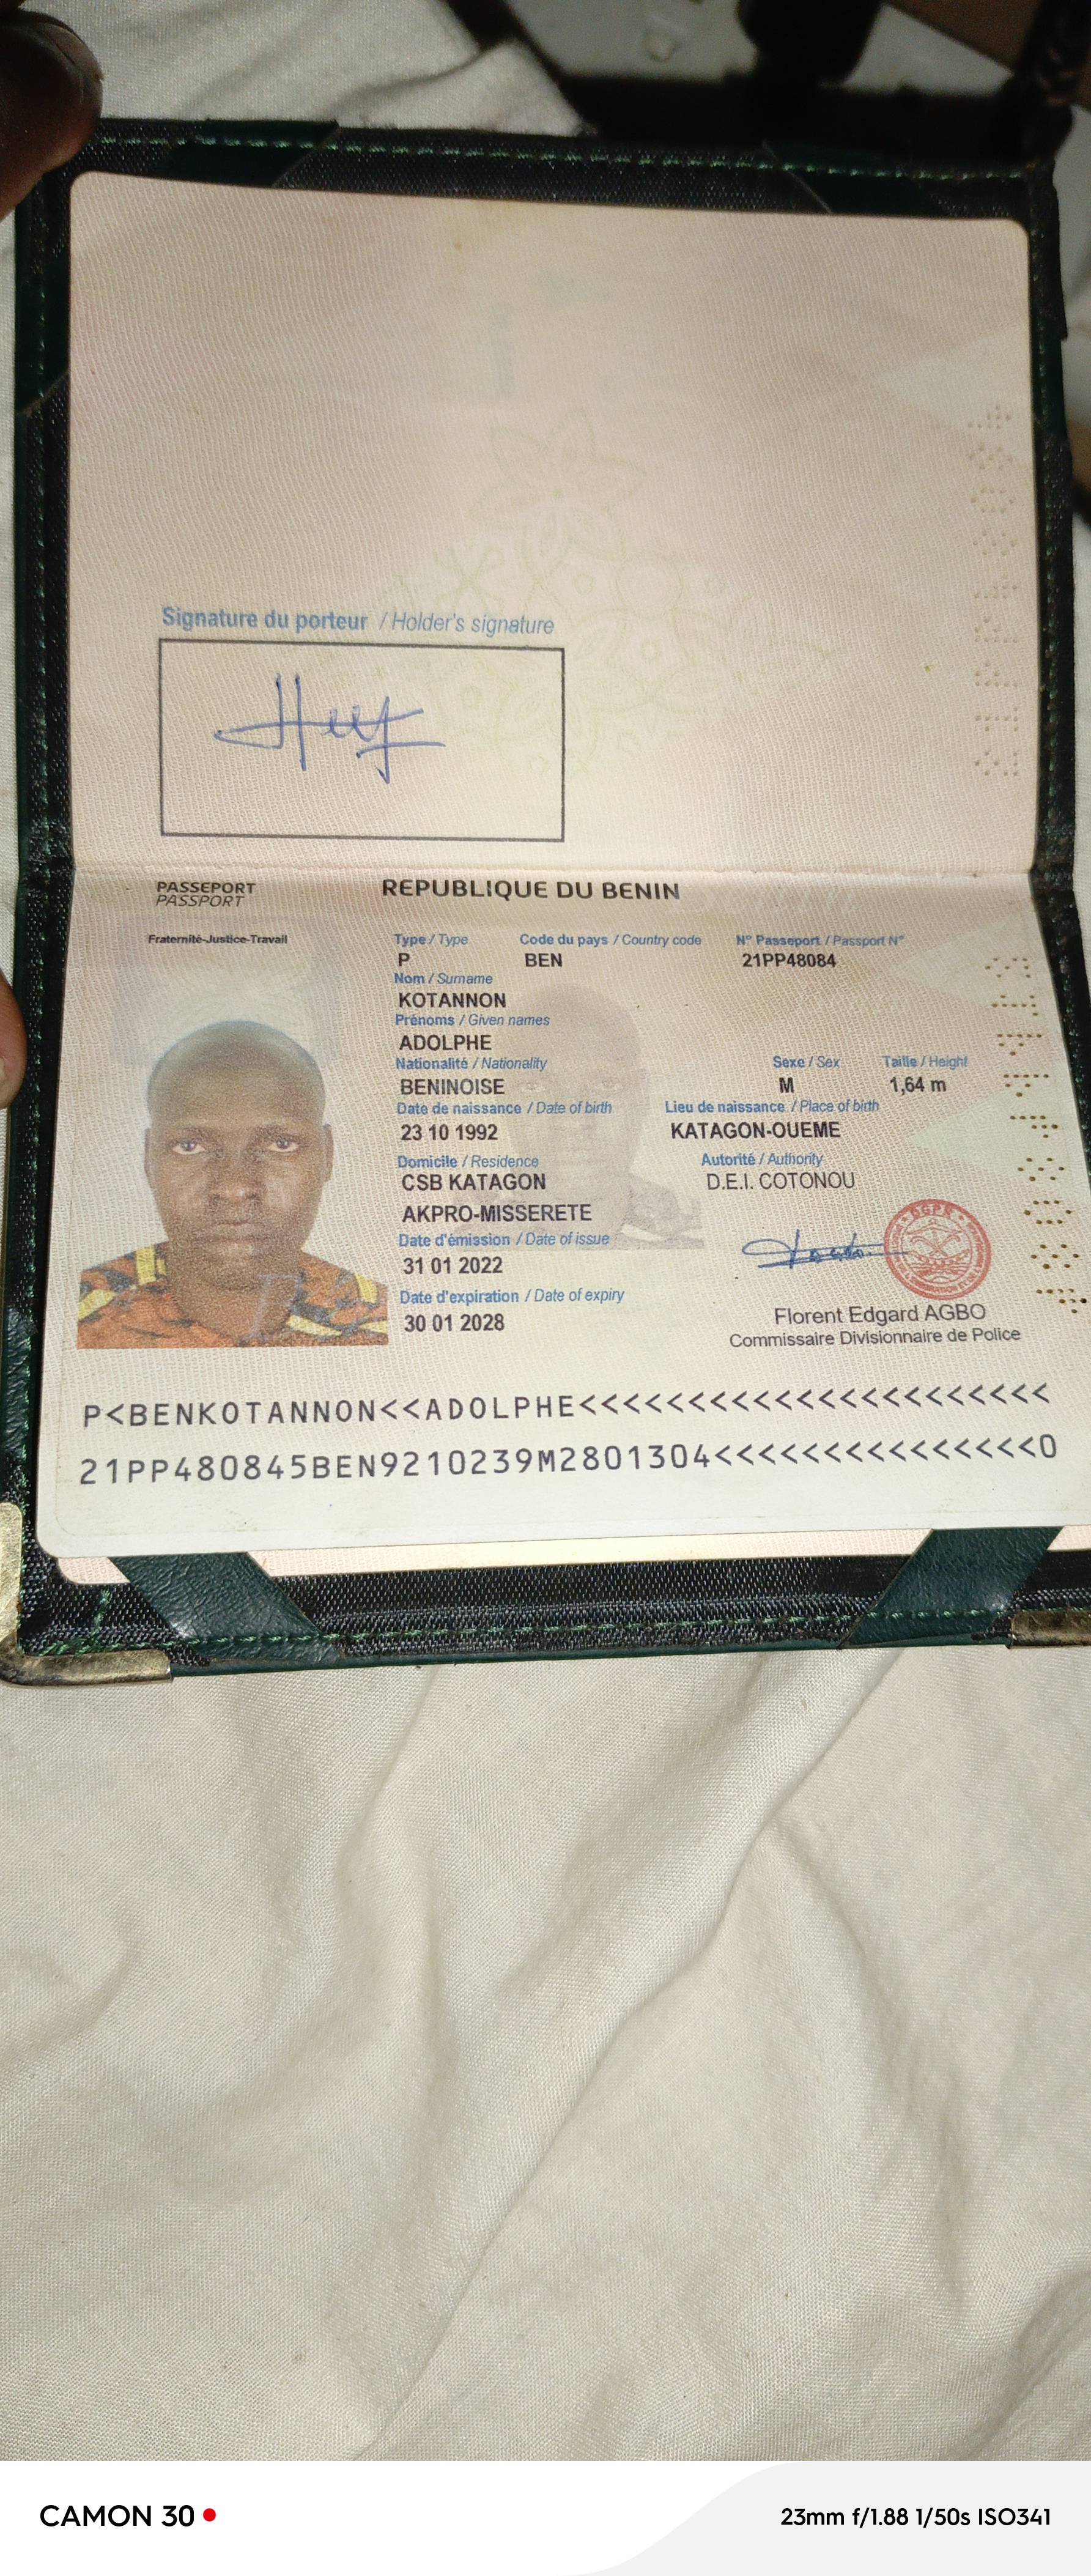 Signature du porteur / Holder's signature
PASSEPORT
PASSPORT
REPUBLIQUE DU BENIN
Fraternité-Justice-Travail
Type / Type Code du pays / Country code N° Passeport / Passport N°
P BEN 21PP48084
Nom / Surname
KOTANNON
Prénoms / Given names
ADOLPHE
Nationalité / Nationality Sexe / Sex Taille / Height
BENINOISE M 1,64 m
Date de naissance / Date of birth Lieu de naissance / Place of birth
23 10 1992 KATAGON-OUEME
Domicile / Residence Autorité / Authority
CSB KATAGON D.E.I. COTONOU
AKPRO-MISSERETE
Date d'émission / Date of issue
31 01 2022
Date d'expiration / Date of expiry
30 01 2028
Florent Edgard AGBO
Commissaire Divisionnaire de Police
P<BENKOTANNON<<ADOLPHE<<<<<<<<<<<<<<<<<<<<<<
21PP480845BEN9210239M2801304<<<<<<<<<<<<<<<0
CAMON 30
23mm f/1.88 1/50s ISO341